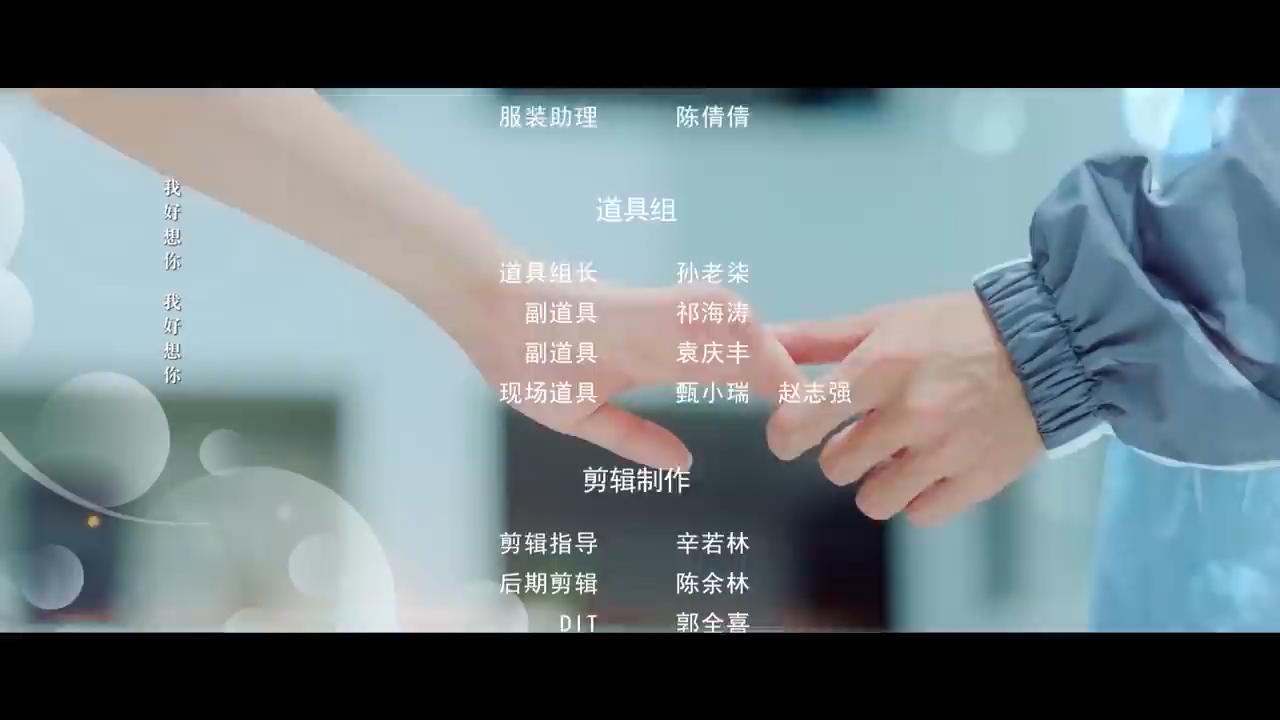 我好想你 我好想你
服装助理 陈倩倩
道具组
道具组长 孙老柒
副道具 祁海涛
副道具 袁庆丰
现场道具 甄小瑞 赵志强
剪辑制作
剪辑指导 辛若林
后期剪辑 陈余林
DIT 郭全喜